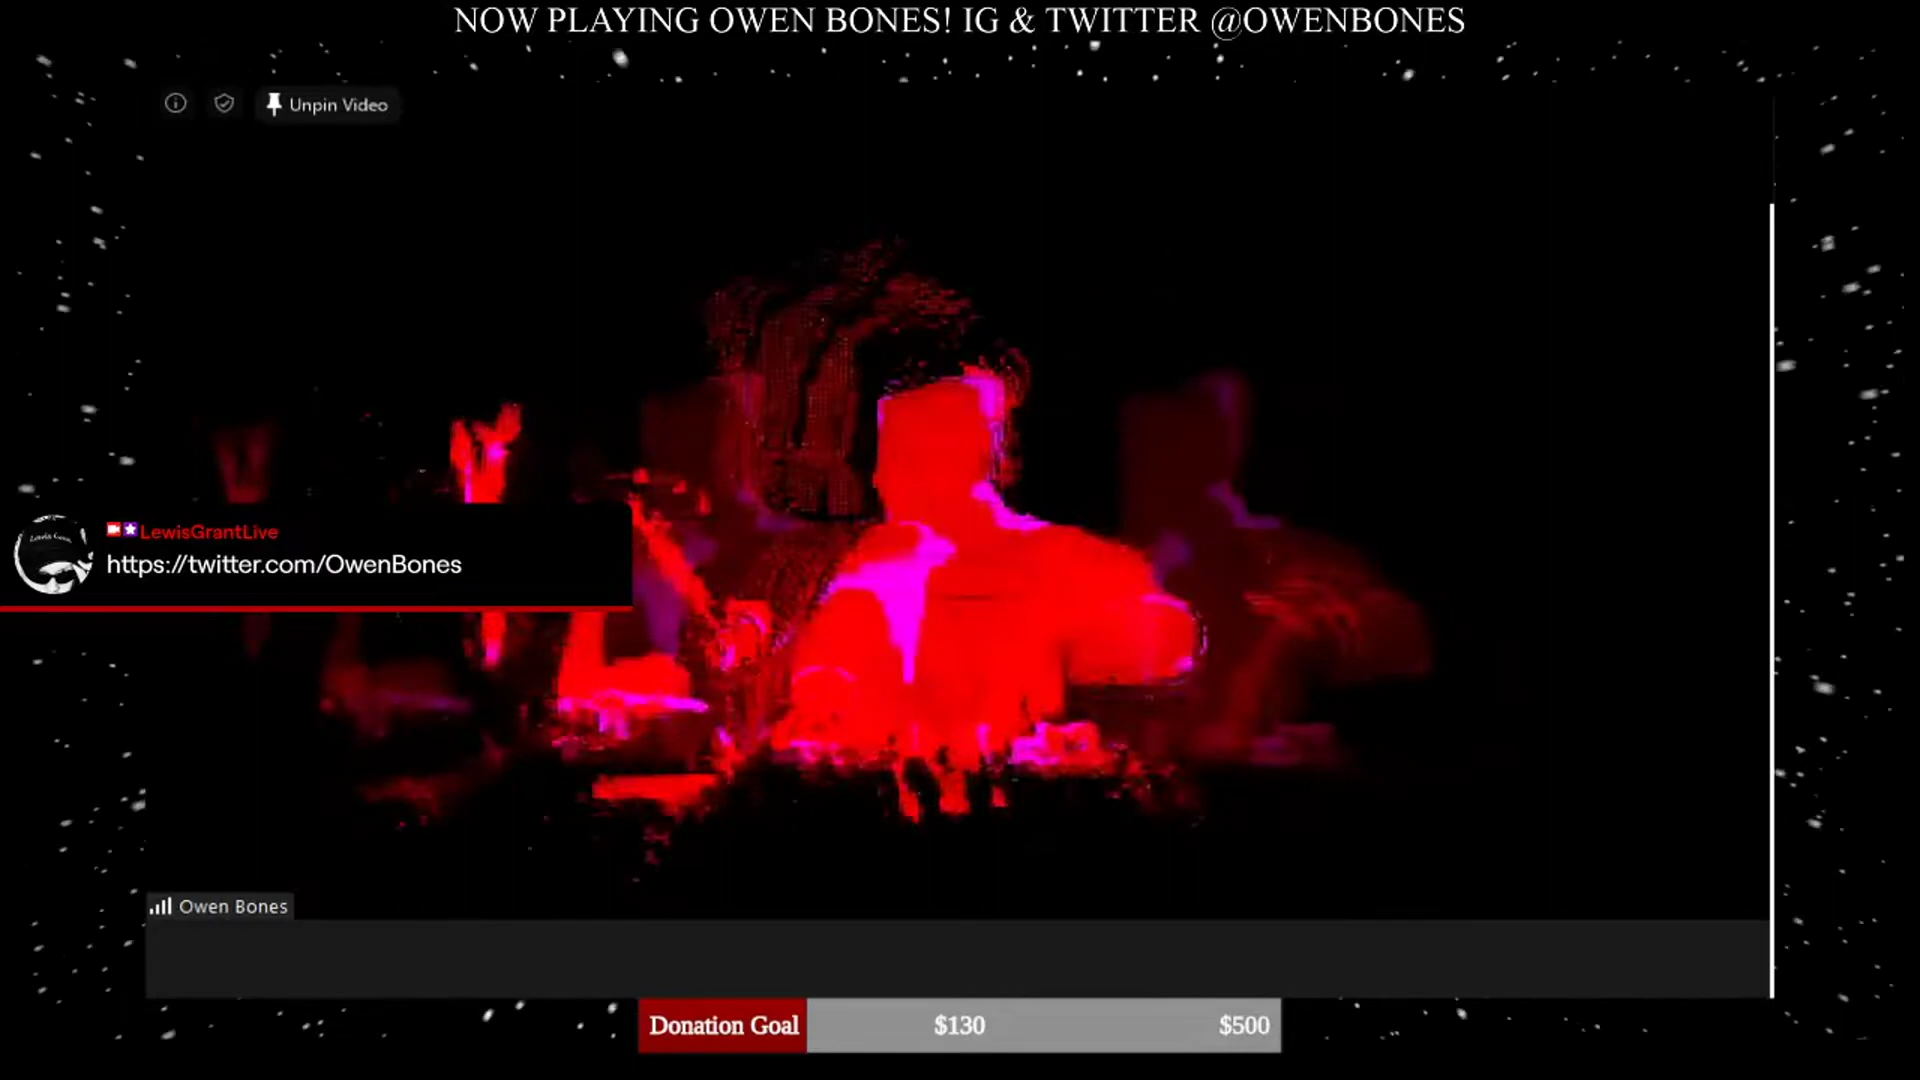 NOW PLAYING OWEN BONES! IG & TWITTER @OWENBONES
Unpin Video
LewisGrantLive
https://twitter.com/OwenBones
Owen Bones
Donation Goal $130 $500